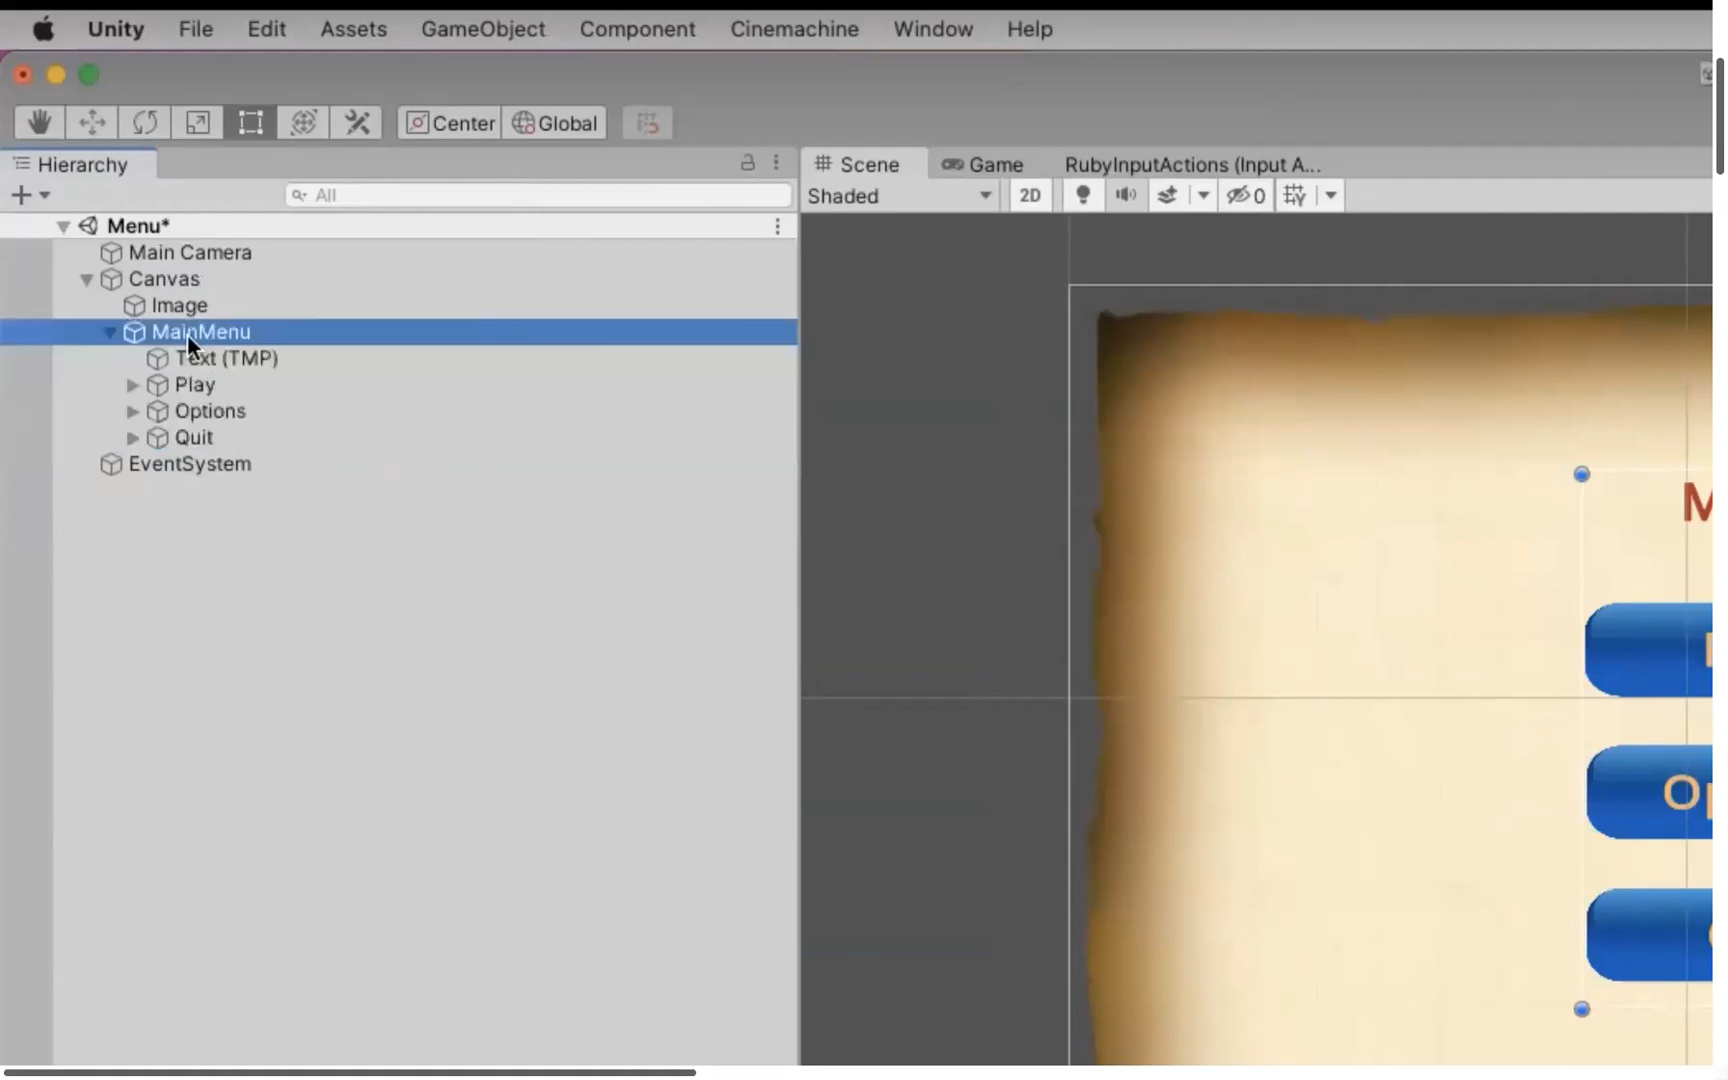 Unity File Edit Assets GameObject Component Cinemachine Window Help
Center Global
Hierarchy
All
Menu*
Main Camera
Canvas
Image
MainMenu
Text (TMP)
Play
Options
Quit
EventSystem
Scene Game RubyInputActions (Input A...
Shaded 2D 0
M
Op